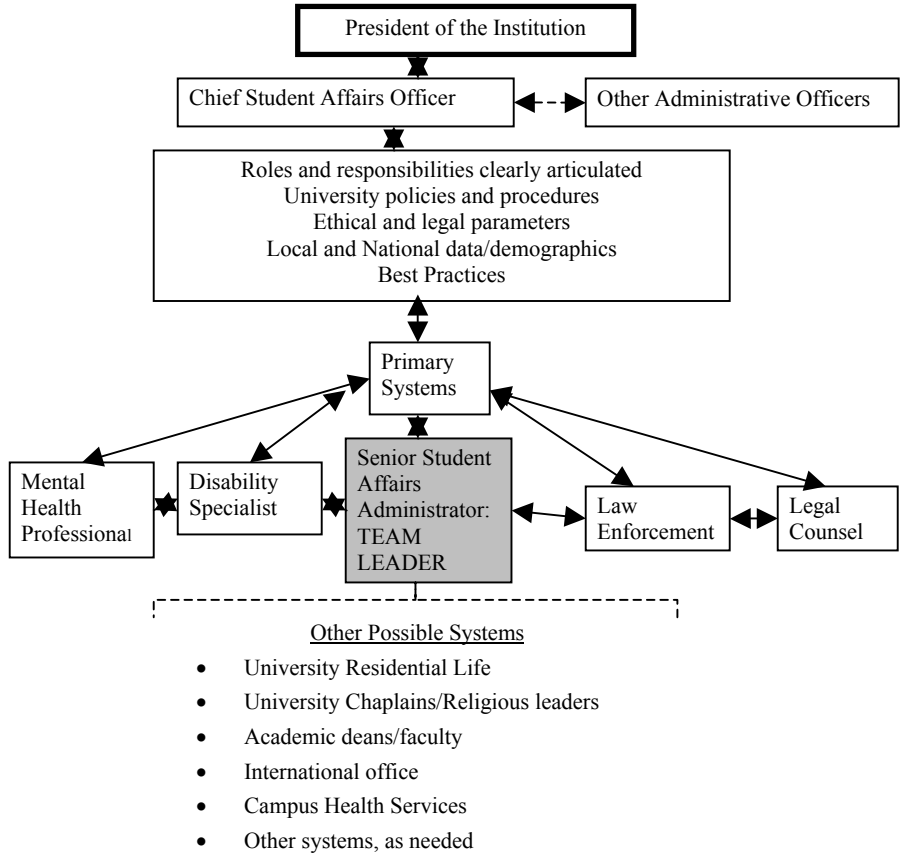 President of the Institution
Chief Student Affairs Officer
Other Administrative Officers
Roles and responsibilities clearly articulated
University policies and procedures
Ethical and legal parameters
Local and National data/demographics
Best Practices
Primary
Systems
Mental
Health
Professional
Disability
Specialist
Senior Student
Affairs
Administrator:
TEAM
LEADER
Law
Enforcement
Legal
Counsel
Other Possible Systems
• University Residential Life
• University Chaplains/Religious leaders
• Academic deans/faculty
• International office
• Campus Health Services
• Other systems, as needed